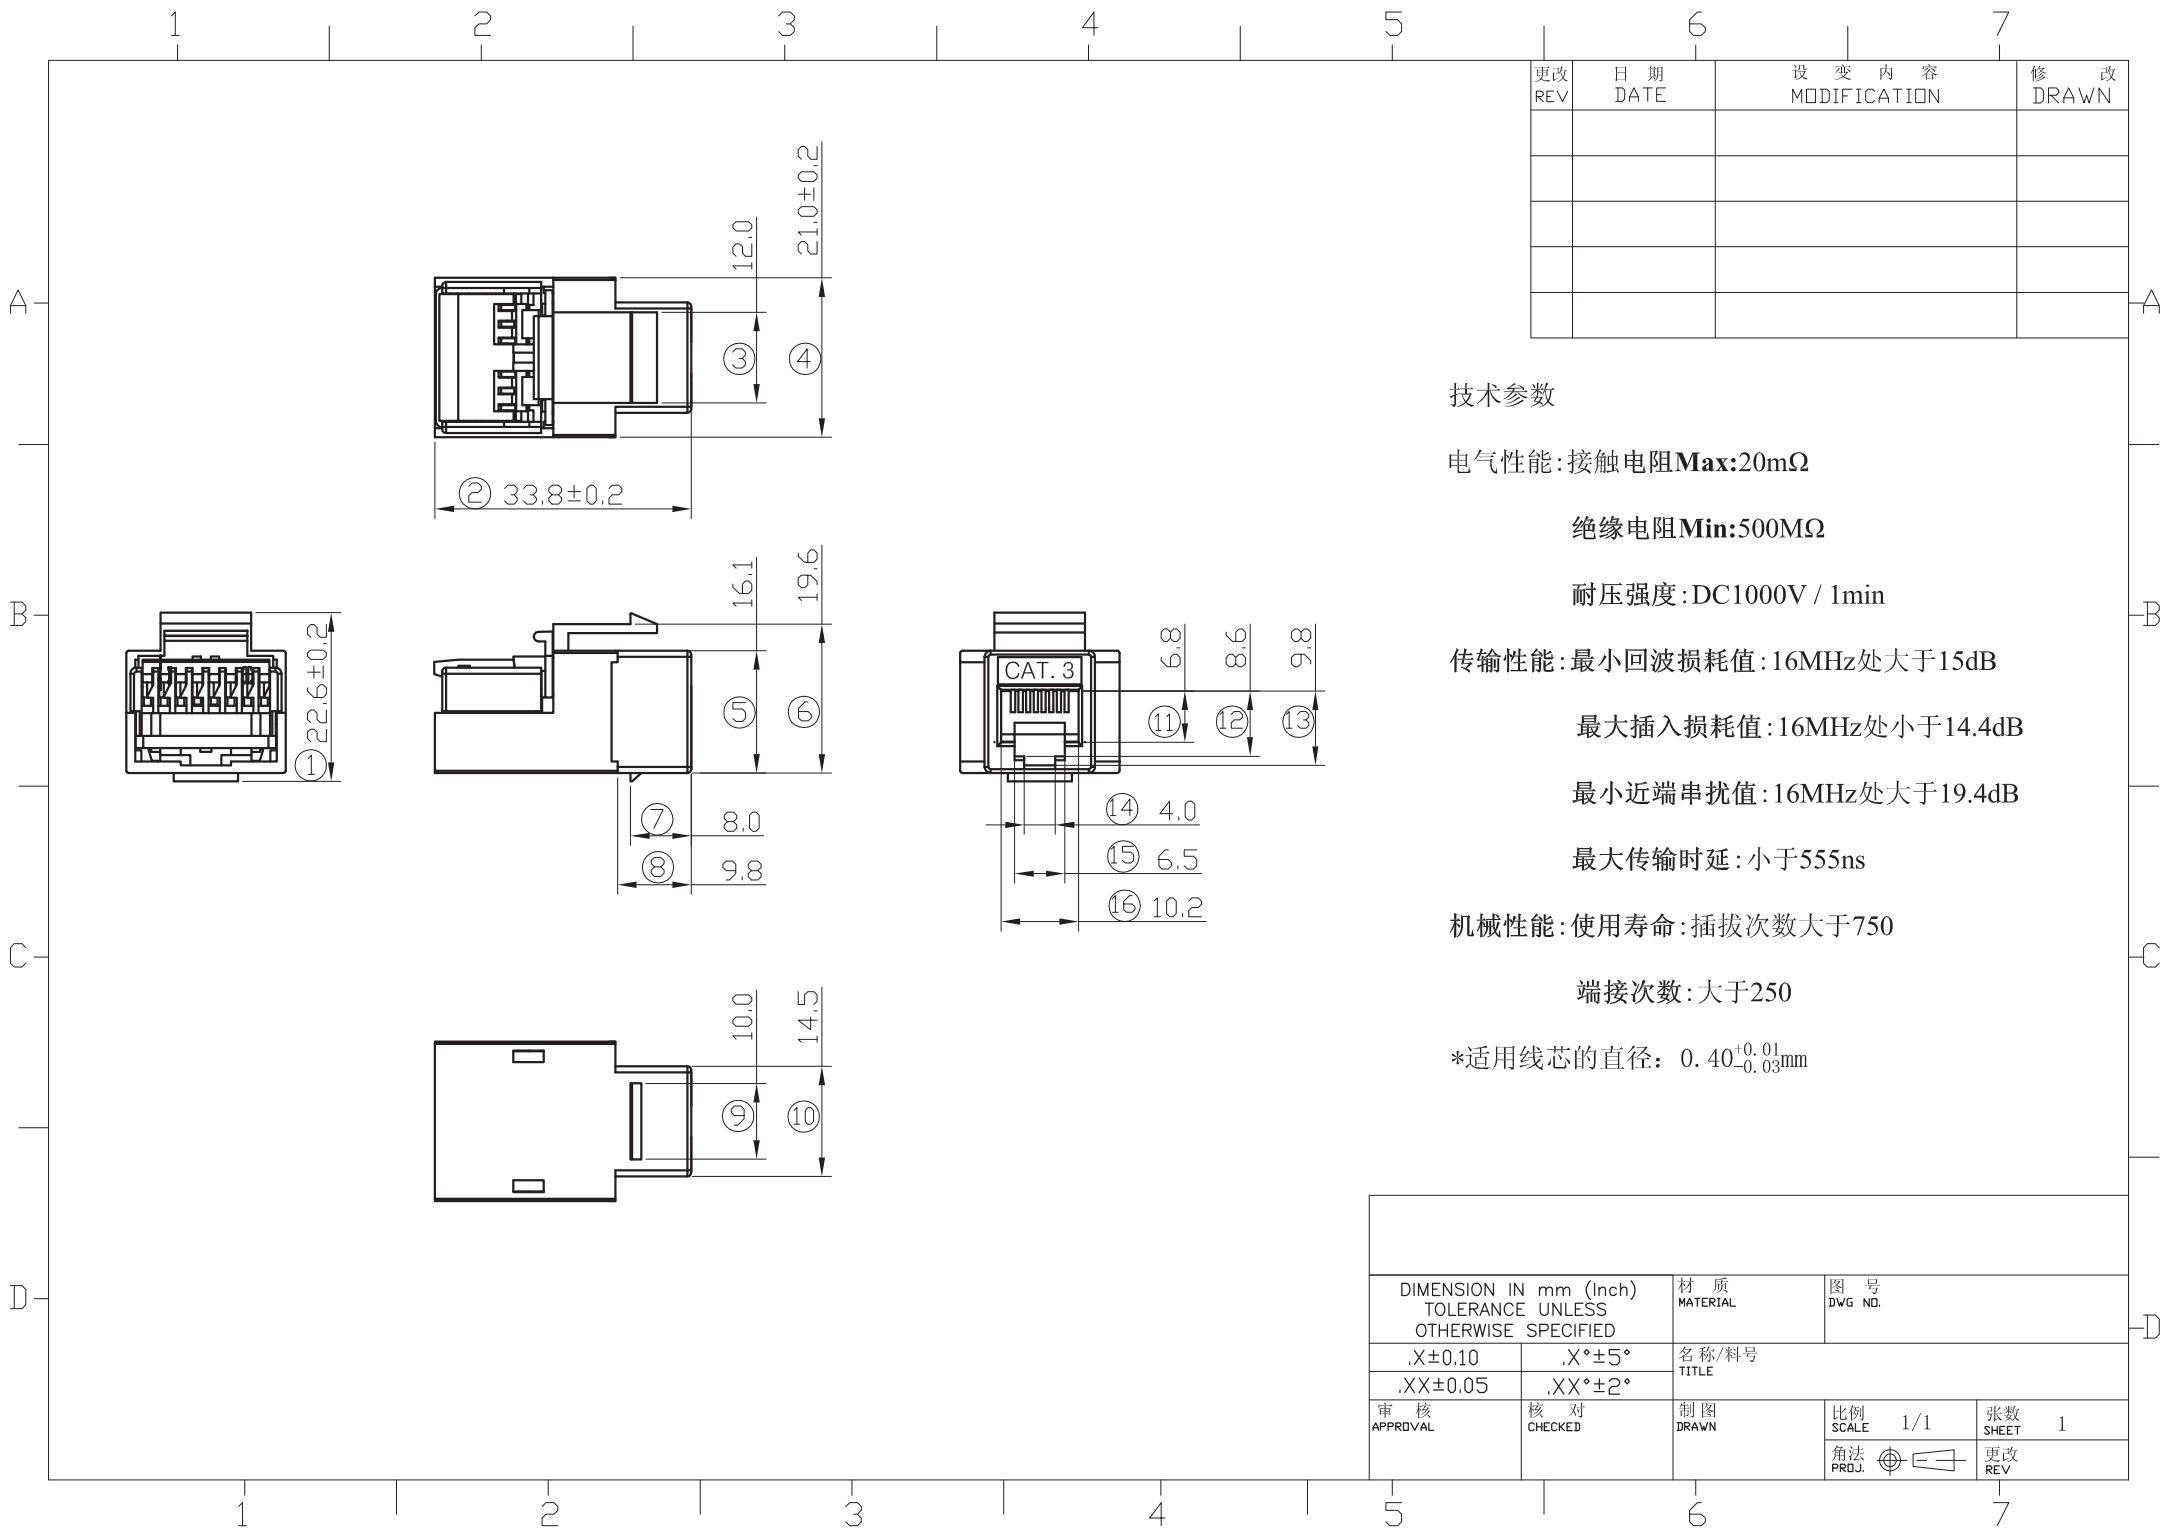 1 2 3 4 5 6 7
更改 日 期 设 变 内 容 修 改
REV DATE MODIFICATION DRAWN
A A
B B
C C
D D
21.0±0.2
12.0
③ ④
② 33.8±0.2
① 22.6±0.2
16.1
19.6
⑤ ⑥
⑦ 8.0
⑧ 9.8
CAT.3
6.8
8.6
9.8
⑪ ⑫ ⑬
⑭ 4.0
⑮ 6.5
⑯ 10.2
10.0
14.5
⑨ ⑩
技术参数
电气性能:接触电阻Max:20mΩ
绝缘电阻Min:500MΩ
耐压强度:DC1000V / 1min
传输性能:最小回波损耗值:16MHz处大于15dB
最大插入损耗值:16MHz处小于14.4dB
最小近端串扰值:16MHz处大于19.4dB
最大传输时延:小于555ns
机械性能:使用寿命:插拔次数大于750
端接次数:大于250
*适用线芯的直径：0.40+0.01-0.03mm
DIMENSION IN mm (Inch)
TOLERANCE UNLESS
OTHERWISE SPECIFIED
.X±0.10 .X°±5°
.XX±0.05 .XX°±2°
材 质
MATERIAL
图 号
DWG NO.
名称/料号
TITLE
审 核
APPROVAL
核 对
CHECKED
制图
DRAWN
比例
SCALE 1/1
张数
SHEET 1
角法
PROJ.
更改
REV
1 2 3 4 5 6 7